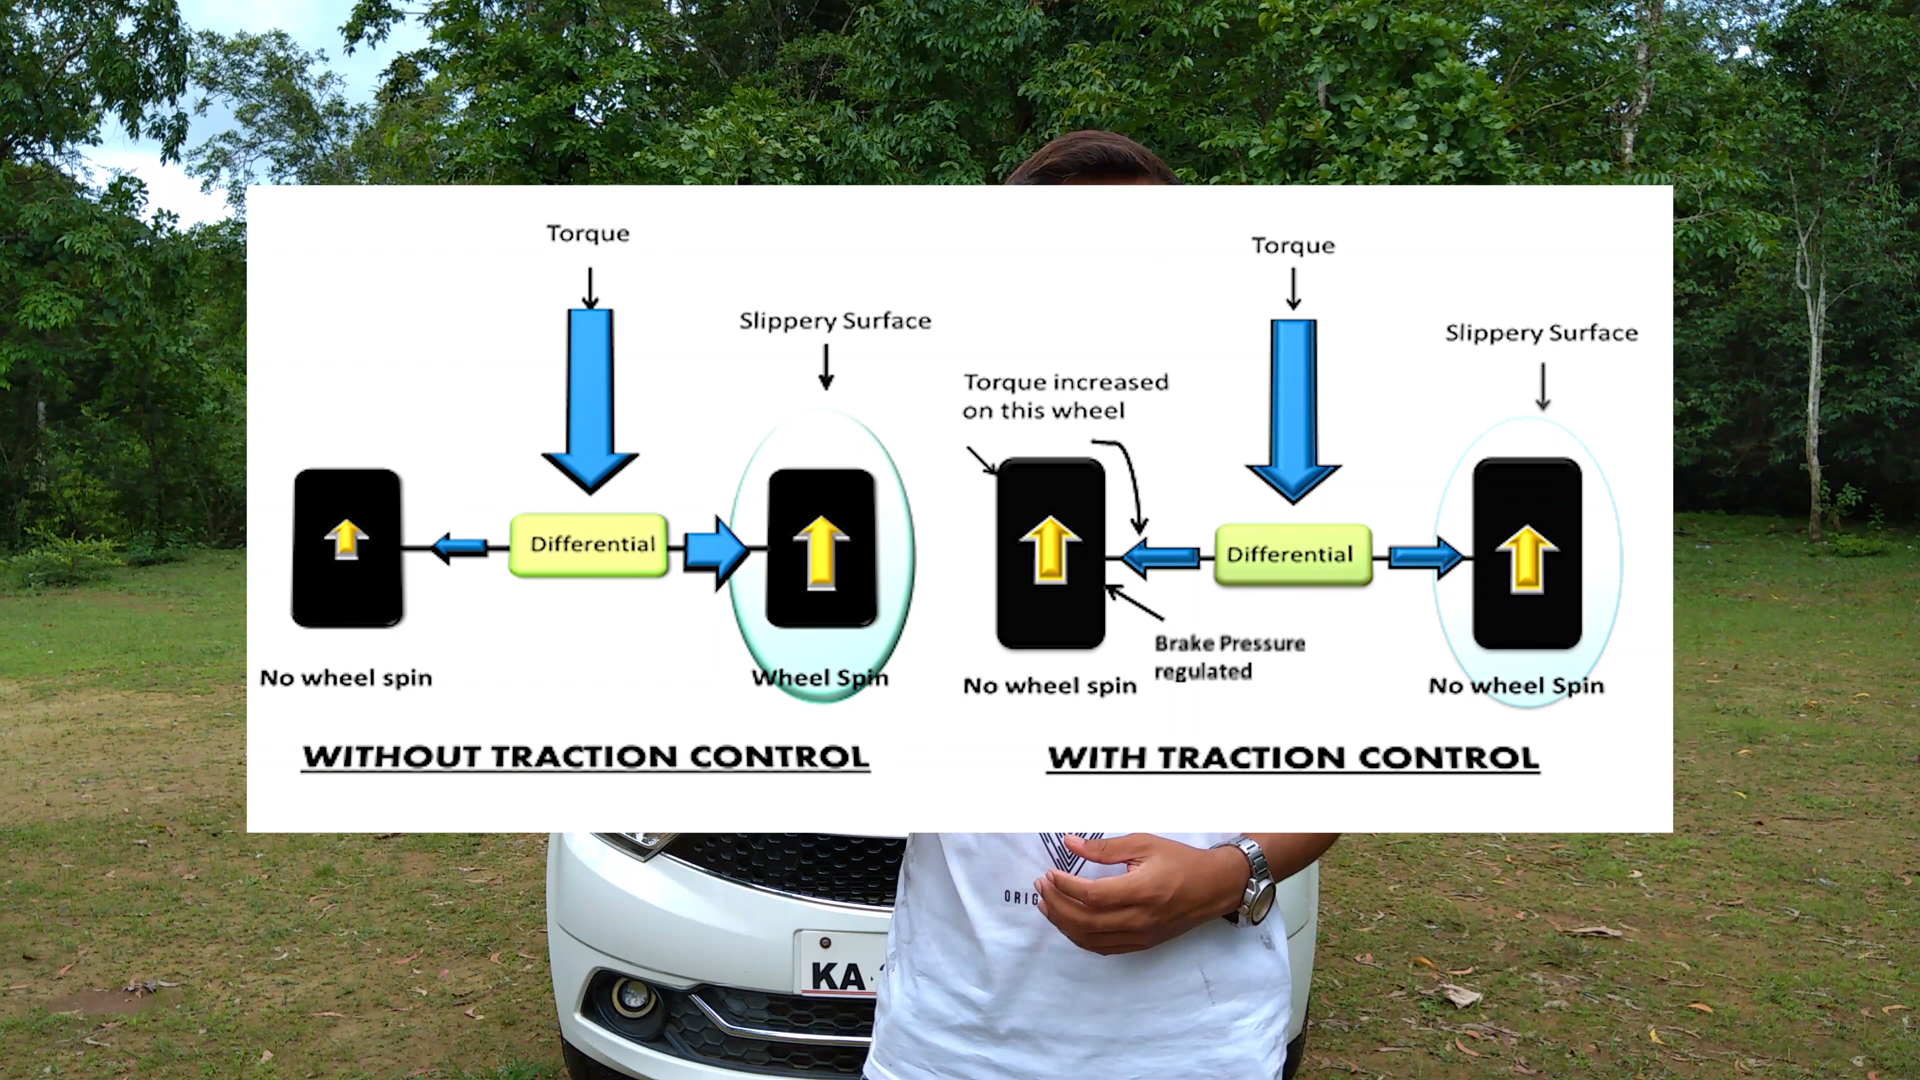 Torque
Slippery Surface
Differential
No wheel spin
Wheel Spin
WITHOUT TRACTION CONTROL
Torque
Slippery Surface
Torque increased
on this wheel
Differential
Brake Pressure
regulated
No wheel spin
No wheel Spin
WITH TRACTION CONTROL
ORIG
KA